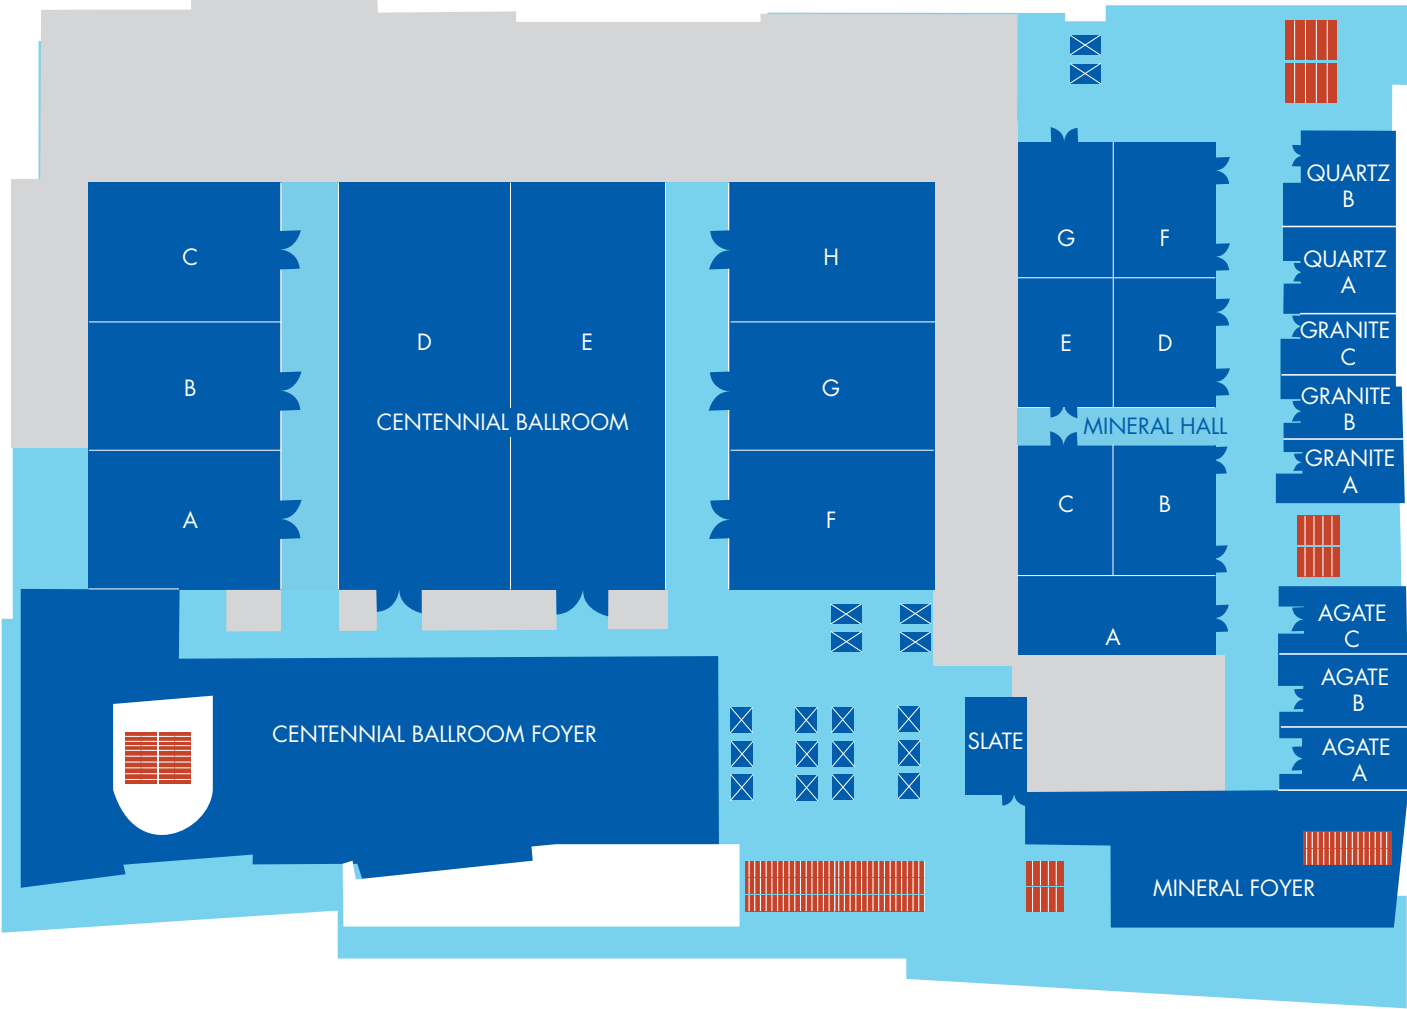 C
B
A
D
E
CENTENNIAL BALLROOM
H
G
F
CENTENNIAL BALLROOM FOYER
G
F
E
D
MINERAL HALL
C
B
A
SLATE
QUARTZ
B
QUARTZ
A
GRANITE
C
GRANITE
B
GRANITE
A
AGATE
C
AGATE
B
AGATE
A
MINERAL FOYER